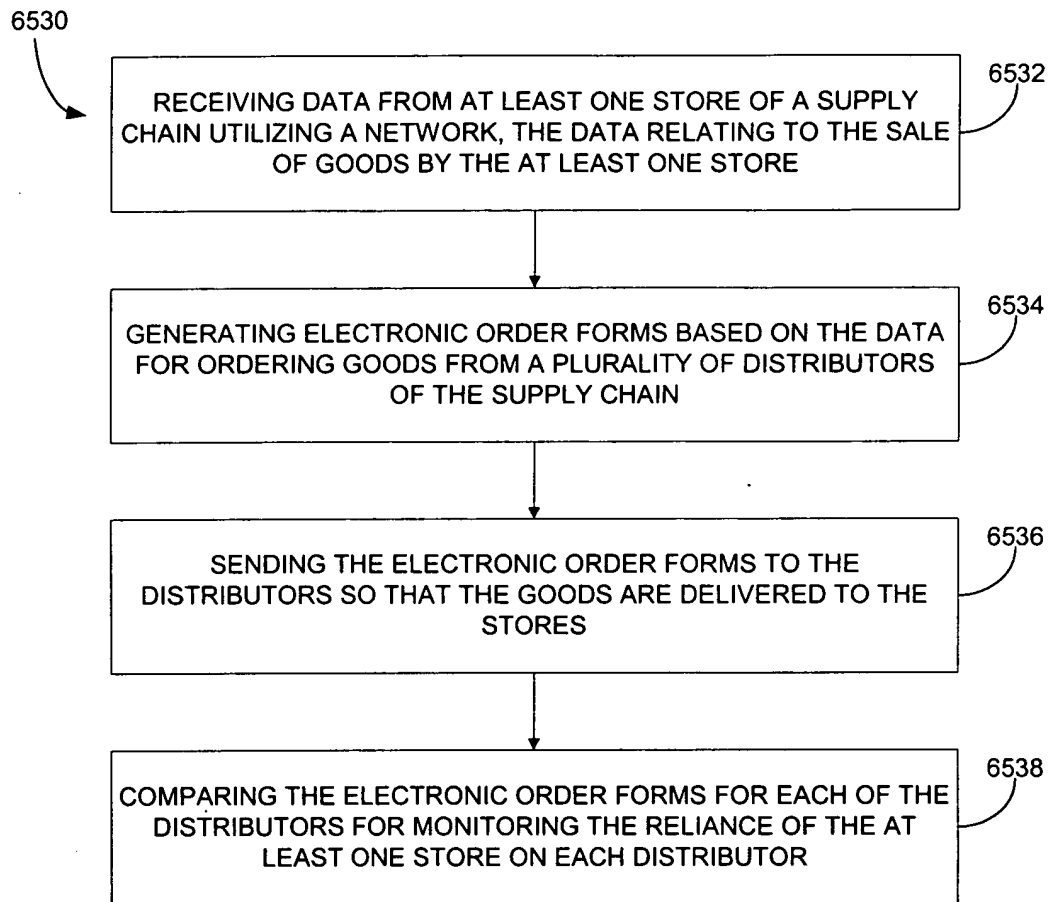 6530
6532
RECEIVING DATA FROM AT LEAST ONE STORE OF A SUPPLY
CHAIN UTILIZING A NETWORK, THE DATA RELATING TO THE SALE
OF GOODS BY THE AT LEAST ONE STORE
6534
GENERATING ELECTRONIC ORDER FORMS BASED ON THE DATA
FOR ORDERING GOODS FROM A PLURALITY OF DISTRIBUTORS
OF THE SUPPLY CHAIN
6536
SENDING THE ELECTRONIC ORDER FORMS TO THE
DISTRIBUTORS SO THAT THE GOODS ARE DELIVERED TO THE
STORES
6538
COMPARING THE ELECTRONIC ORDER FORMS FOR EACH OF THE
DISTRIBUTORS FOR MONITORING THE RELIANCE OF THE AT
LEAST ONE STORE ON EACH DISTRIBUTOR